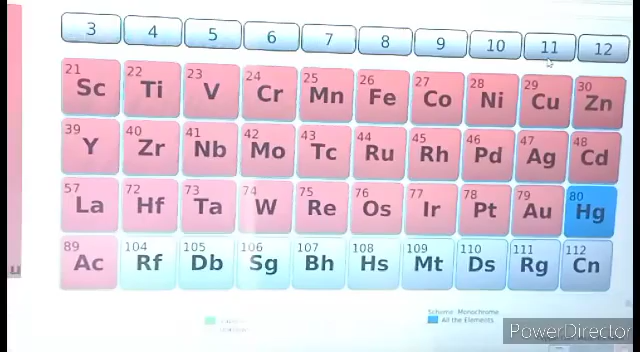 3 4 5 6 7 8 9 10 11 12
21 22 23 24 25 26 27 28 29 30
Sc Ti V Cr Mn Fe Co Ni Cu Zn
39 40 41 42 43 44 45 46 47 48
Y Zr Nb Mo Tc Ru Rh Pd Ag Cd
57 72 73 74 75 76 77 78 79 80
La Hf Ta W Re Os Ir Pt Au Hg
89 104 105 106 107 108 109 110 111 112
Ac Rf Db Sg Bh Hs Mt Ds Rg Cn
u
Scheme: Monochrome
All the Elements
PowerDirector